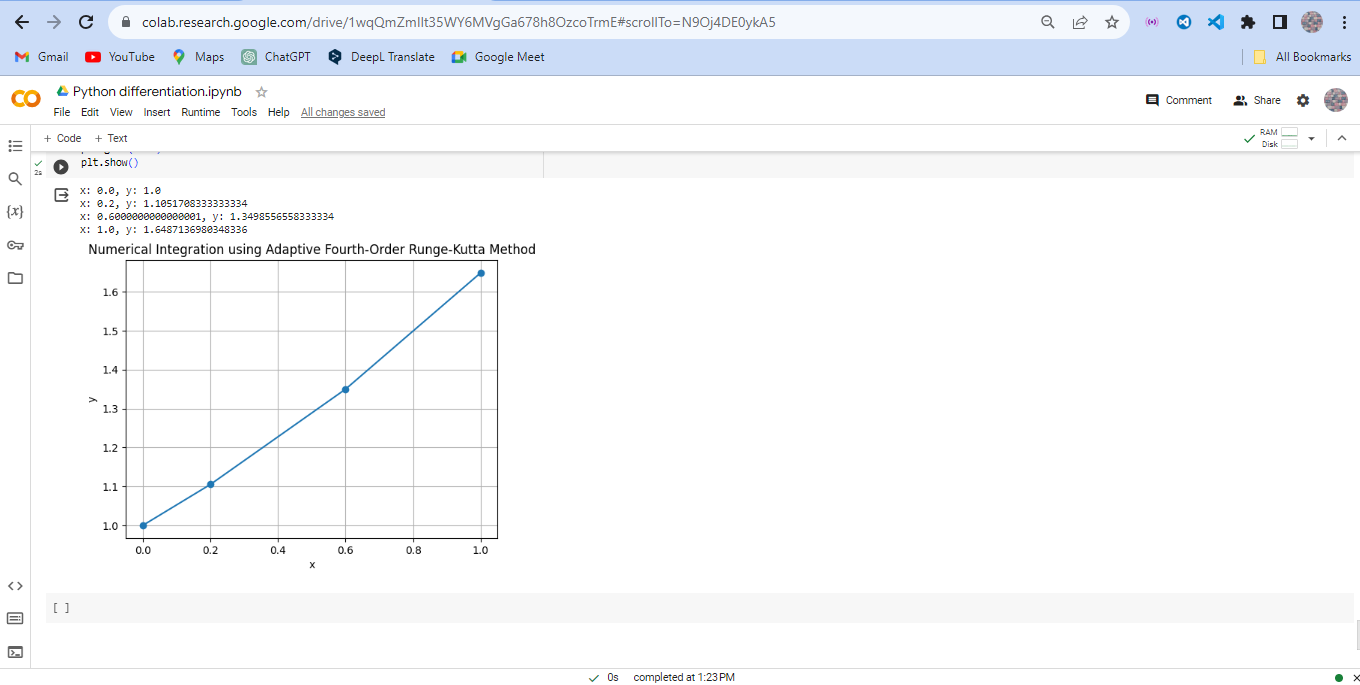 colab.research.google.com/drive/1wqQmZmIIt35WY6MVgGa678h8OzcoTrmE#scrollTo=N9Oj4DE0ykA5
Gmail YouTube Maps ChatGPT DeepL Translate Google Meet All Bookmarks
Python differentiation.ipynb
File Edit View Insert Runtime Tools Help All changes saved
Comment Share
+ Code + Text
RAM
Disk
2s
plt.show()
x: 0.0, y: 1.0
x: 0.2, y: 1.1051708333333334
x: 0.6000000000000001, y: 1.3498556558333334
x: 1.0, y: 1.6487136980348336
Numerical Integration using Adaptive Fourth-Order Runge-Kutta Method
1.6
1.5
1.4
1.3
1.2
1.1
1.0
y
0.0 0.2 0.4 0.6 0.8 1.0
x
[ ]
0s completed at 1:23 PM